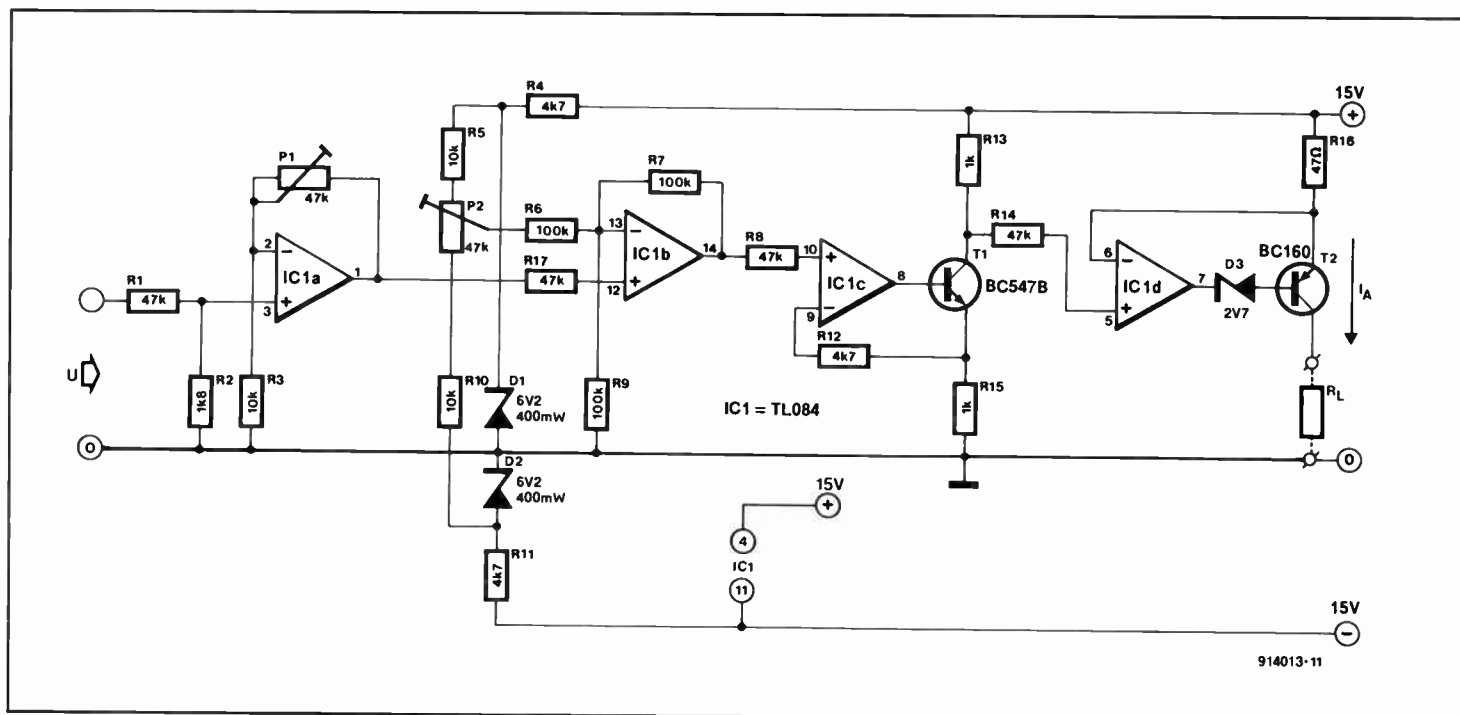 R4
4k7
15V
+
R5
10k
R13
1k
R16
47Ω
P1
47k
R7
100k
P2
47k
R6
100k
13
−
R14
47k
6
−
BC160
T2
2
−
IC1a
1
+
3
IC1b
14
+
12
R8
47k
10
+
IC1c
8
−
9
T1
BC547B
IC1d
7
+
5
D3
2V7
IA
R1
47k
R17
47k
R12
4k7
U
R2
1k8
R3
10k
R10
10k
D1
6V2
400mW
R9
100k
IC1 = TL084
R15
1k
RL
0
0
D2
6V2
400mW
15V
+
R11
4k7
4
IC1
11
15V
−
914013-11